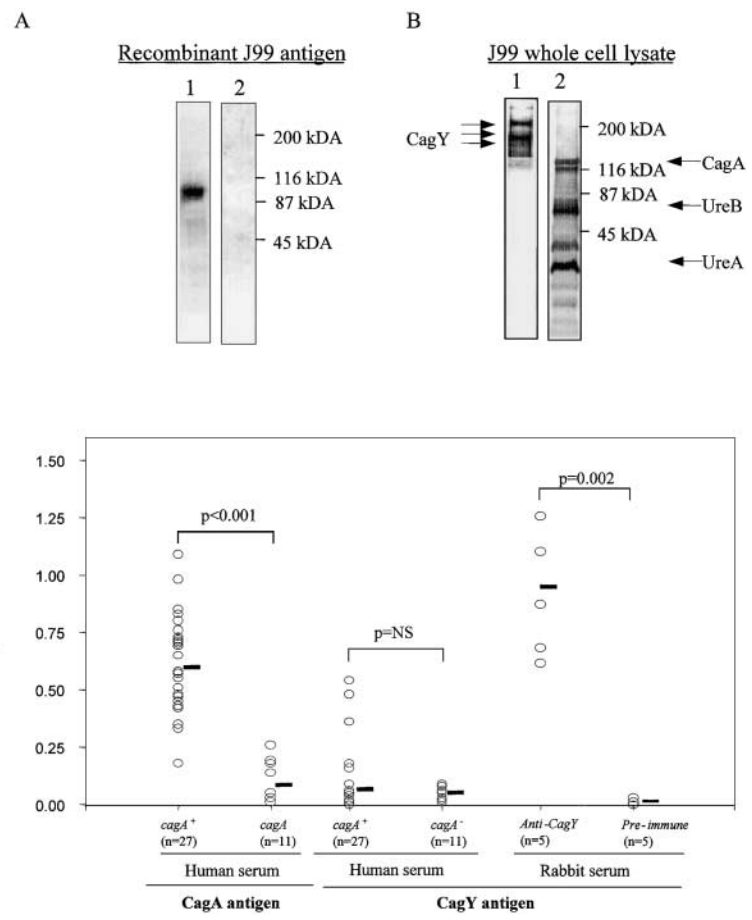 A
B
Recombinant J99 antigen
J99 whole cell lysate
1 2
1 2
200 kDA
116 kDA
87 kDA
45 kDA
CagY
200 kDA
116 kDA
87 kDA
45 kDA
CagA
UreB
UreA
1.50
1.25
1.00
0.75
0.50
0.25
0.00
p<0.001
p=NS
p=0.002
cagA+ cagA cagA+ cagA- Anti-CagY Pre-immune
(n=27) (n=11) (n=27) (n=11) (n=5) (n=5)
Human serum Human serum Rabbit serum
CagA antigen CagY antigen